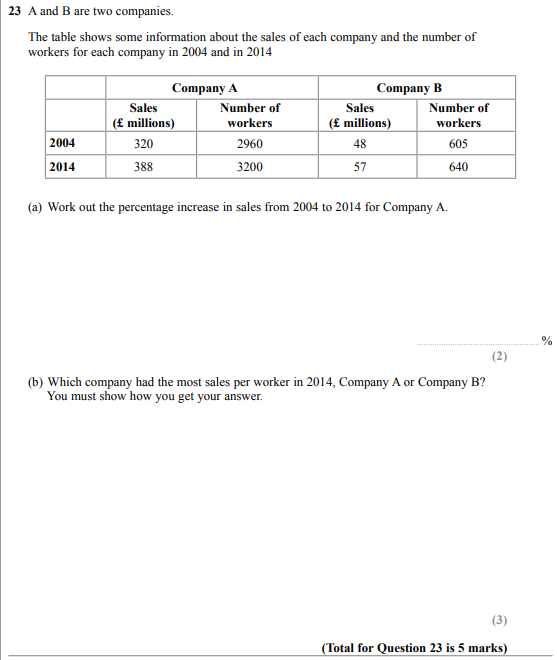 23 A and B are two companies.
The table shows some information about the sales of each company and the number of
workers for each company in 2004 and in 2014
Company A Company B
Sales (£ millions) Number of workers Sales (£ millions) Number of workers
2004 320 2960 48 605
2014 388 3200 57 640
(a) Work out the percentage increase in sales from 2004 to 2014 for Company A.
.............................................. %
(2)
(b) Which company had the most sales per worker in 2014, Company A or Company B?
You must show how you get your answer.
(3)
(Total for Question 23 is 5 marks)